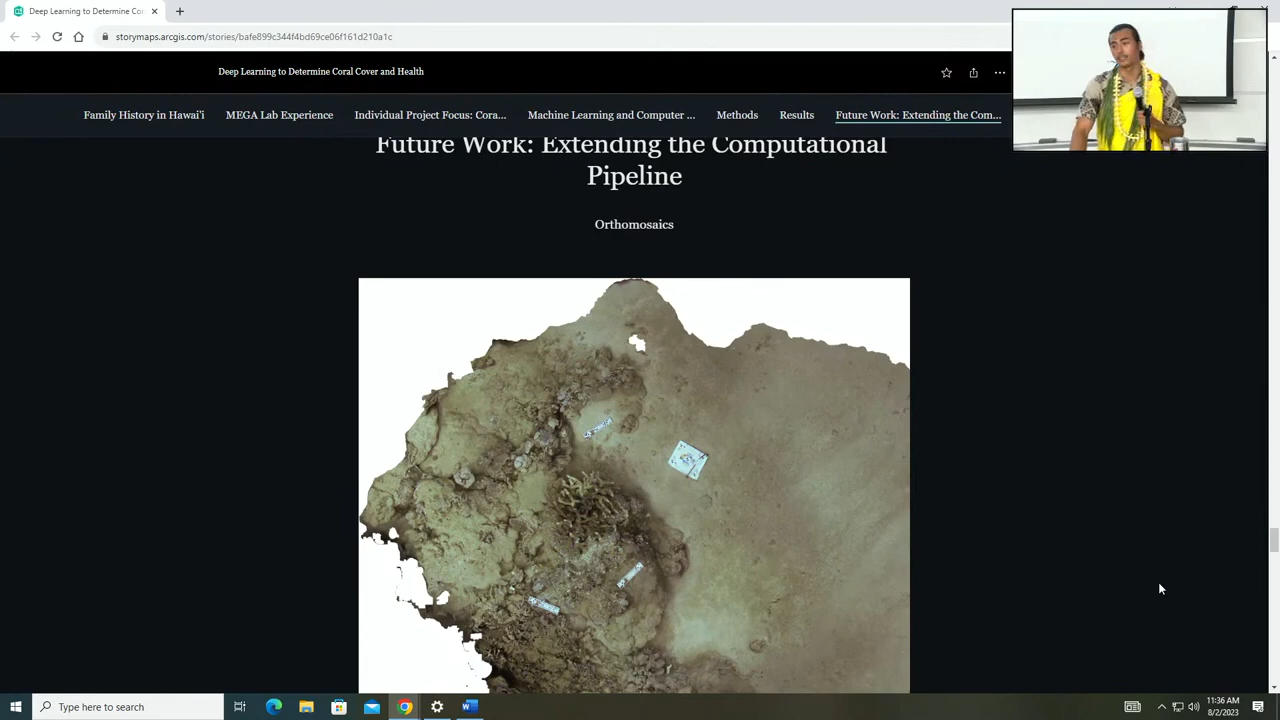 Deep Learning to Determine Cor
storymaps.arcgis.com/stories/bafe899c344f4bd69ce06f161d210a1c
Deep Learning to Determine Coral Cover and Health
Family History in Hawai'i
MEGA Lab Experience
Individual Project Focus: Cora...
Machine Learning and Computer ...
Methods
Results
Future Work: Extending the Com...
Future Work: Extending the Computational
Pipeline
Orthomosaics
Type here to search
11:36 AM
8/2/2023